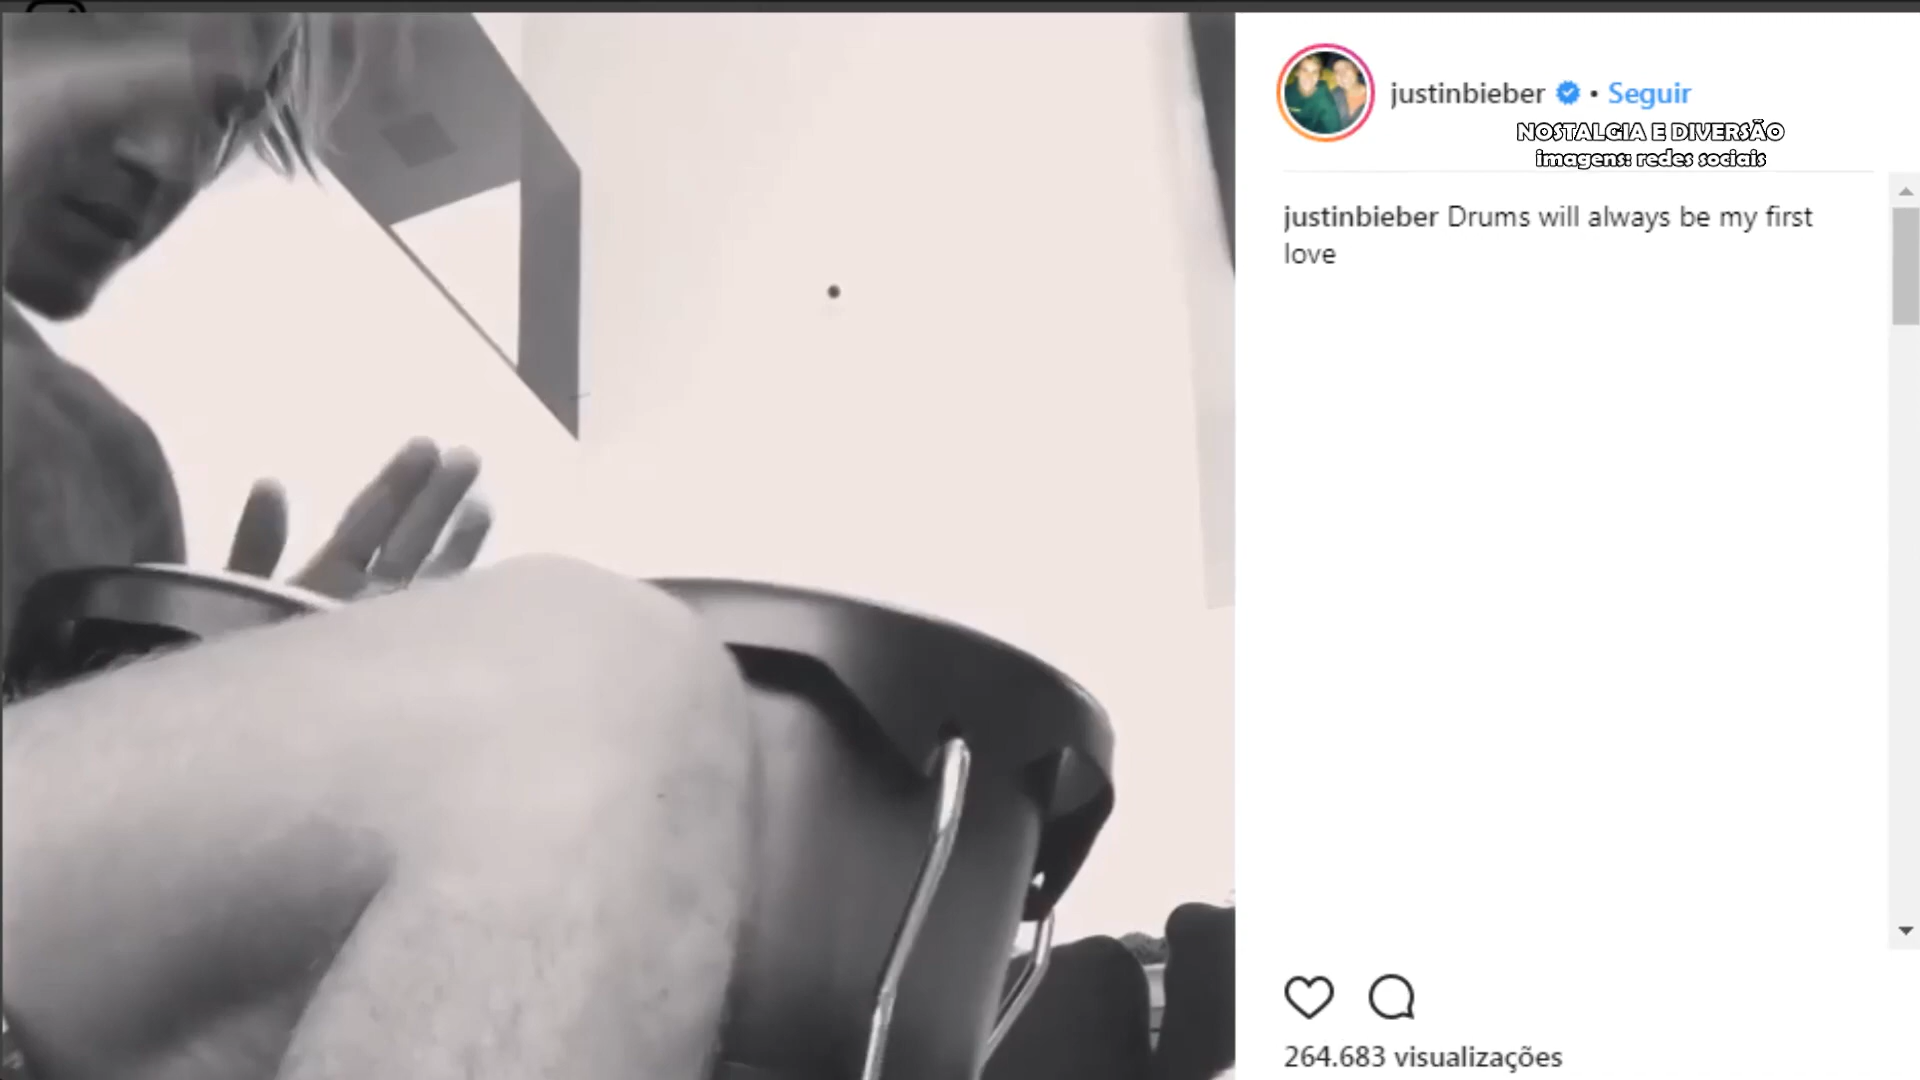 justinbieber • Seguir
NOSTALGIA E DIVERSÃO
imagens: redes sociais
justinbieber Drums will always be my first
love
264.683 visualizações